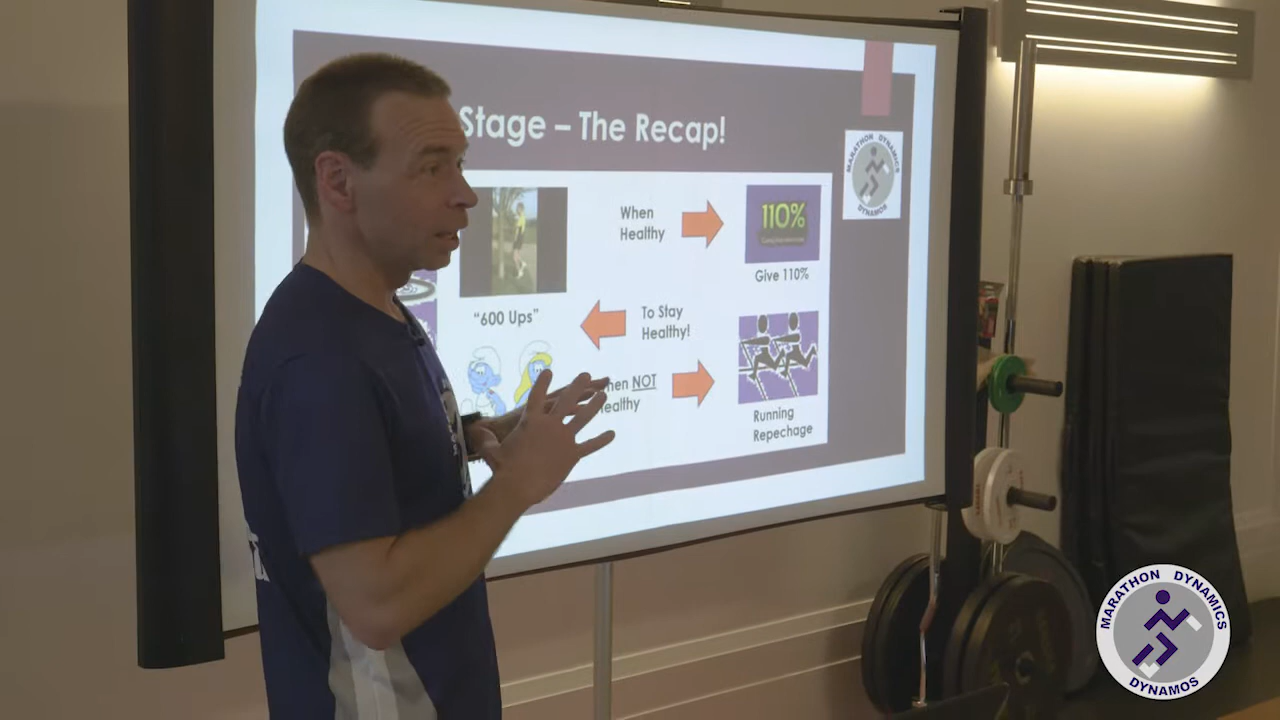 Stage – The Recap!
MARATHON DYNAMICS
DYNAMOS
When
Healthy
110%
Give 110%
"600 Ups"
To Stay
Healthy!
hen NOT
ealthy
Running
Repechage
MARATHON DYNAMICS
DYNAMOS